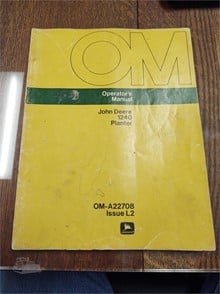 OM
Operator's
Manual
John Deere
1240
Planter
OM-A22708
Issue L2